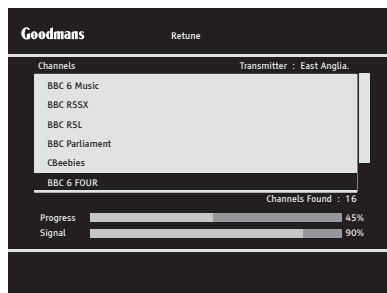 Goodmans Retune
Channels Transmitter : East Anglia.
BBC 6 Music
BBC R5SX
BBC R5L
BBC Parliament
CBeebies
BBC 6 FOUR
Channels Found : 16
Progress 45%
Signal 90%